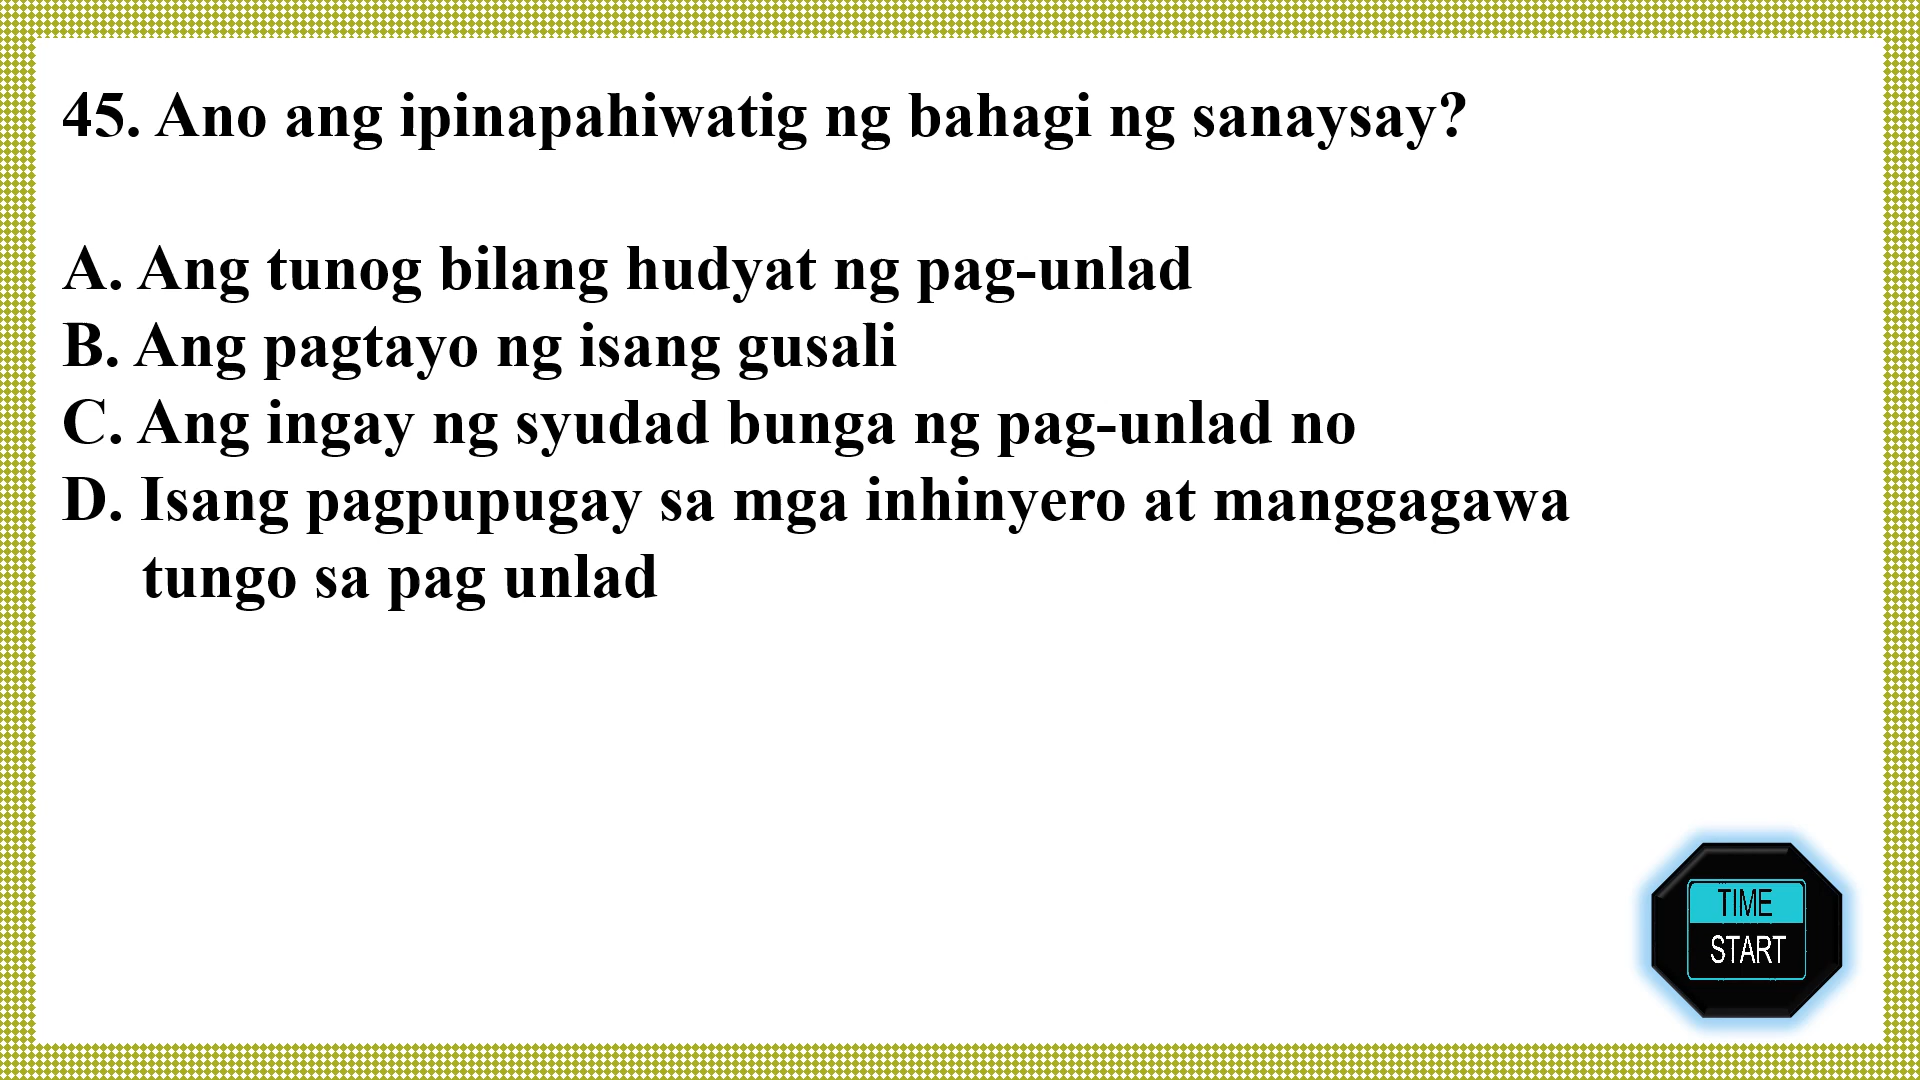 45. Ano ang ipinapahiwatig ng bahagi ng sanaysay?
A. Ang tunog bilang hudyat ng pag-unlad
B. Ang pagtayo ng isang gusali
C. Ang ingay ng syudad bunga ng pag-unlad no
D. Isang pagpupugay sa mga inhinyero at manggagawa
tungo sa pag unlad
TIME
START